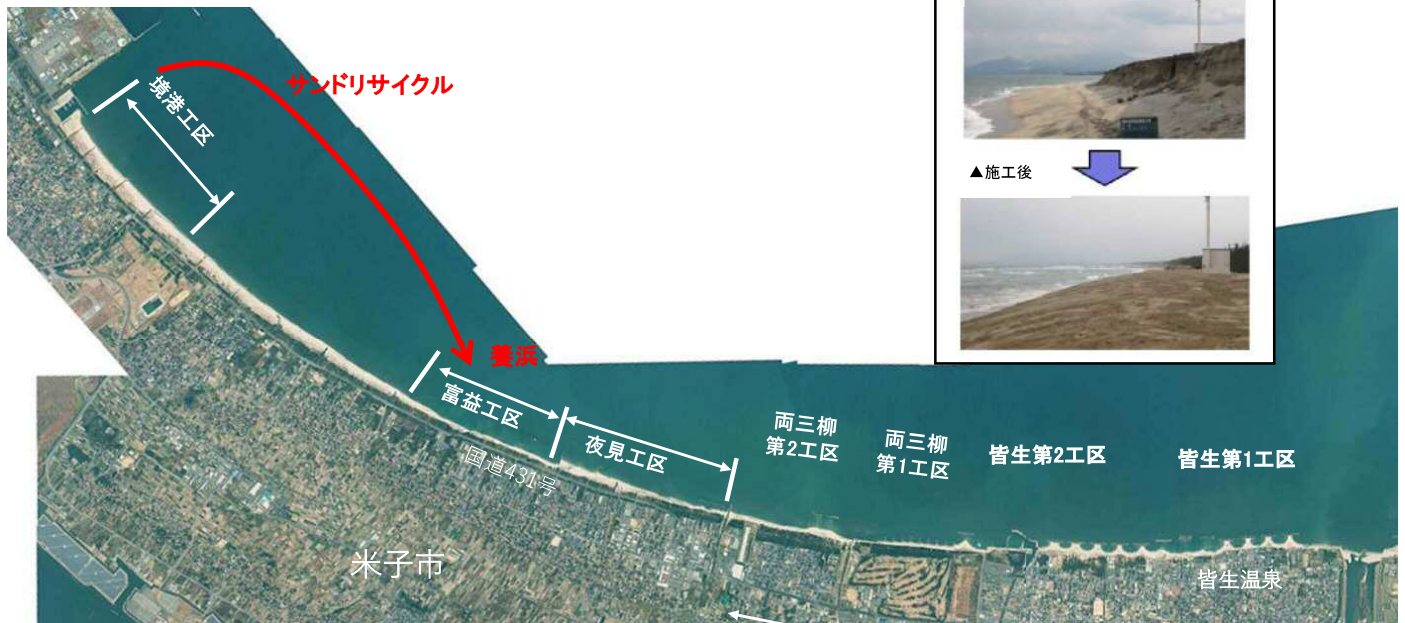 サンドリサイクル
境港工区
▲施工後
養浜
富益工区
夜見工区
両三柳
第2工区
両三柳
第1工区
皆生第2工区
皆生第1工区
国道431号
米子市
皆生温泉